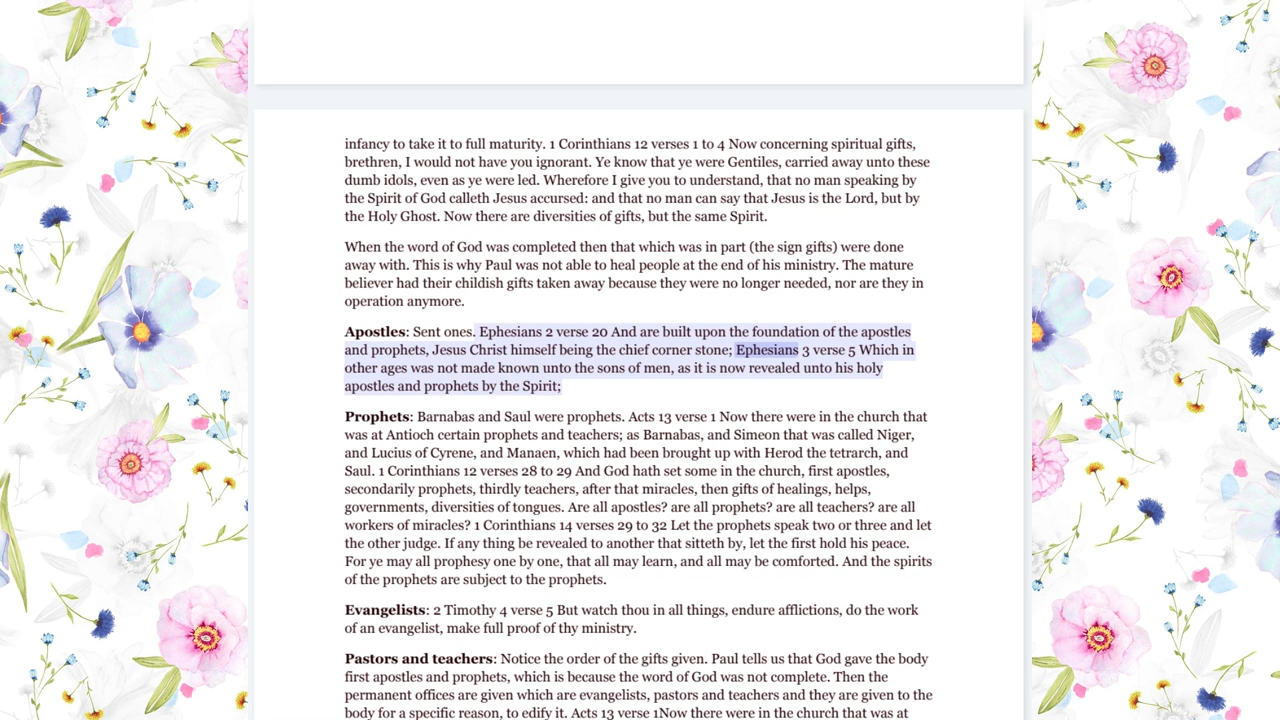 infancy to take it to full maturity. 1 Corinthians 12 verses 1 to 4 Now concerning spiritual gifts,
brethren, I would not have you ignorant. Ye know that ye were Gentiles, carried away unto these
dumb idols, even as ye were led. Wherefore I give you to understand, that no man speaking by
the Spirit of God calleth Jesus accursed: and that no man can say that Jesus is the Lord, but by
the Holy Ghost. Now there are diversities of gifts, but the same Spirit.
When the word of God was completed then that which was in part (the sign gifts) were done
away with. This is why Paul was not able to heal people at the end of his ministry. The mature
believer had their childish gifts taken away because they were no longer needed, nor are they in
operation anymore.
Apostles: Sent ones. Ephesians 2 verse 20 And are built upon the foundation of the apostles
and prophets, Jesus Christ himself being the chief corner stone; Ephesians 3 verse 5 Which in
other ages was not made known unto the sons of men, as it is now revealed unto his holy
apostles and prophets by the Spirit;
Prophets: Barnabas and Saul were prophets. Acts 13 verse 1 Now there were in the church that
was at Antioch certain prophets and teachers; as Barnabas, and Simeon that was called Niger,
and Lucius of Cyrene, and Manaen, which had been brought up with Herod the tetrarch, and
Saul. 1 Corinthians 12 verses 28 to 29 And God hath set some in the church, first apostles,
secondarily prophets, thirdly teachers, after that miracles, then gifts of healings, helps,
governments, diversities of tongues. Are all apostles? are all prophets? are all teachers? are all
workers of miracles? 1 Corinthians 14 verses 29 to 32 Let the prophets speak two or three and let
the other judge. If any thing be revealed to another that sitteth by, let the first hold his peace.
For ye may all prophesy one by one, that all may learn, and all may be comforted. And the spirits
of the prophets are subject to the prophets.
Evangelists: 2 Timothy 4 verse 5 But watch thou in all things, endure afflictions, do the work
of an evangelist, make full proof of thy ministry.
Pastors and teachers: Notice the order of the gifts given. Paul tells us that God gave the body
first apostles and prophets, which is because the word of God was not complete. Then the
permanent offices are given which are evangelists, pastors and teachers and they are given to the
body for a specific reason, to edify it. Acts 13 verse 1Now there were in the church that was at